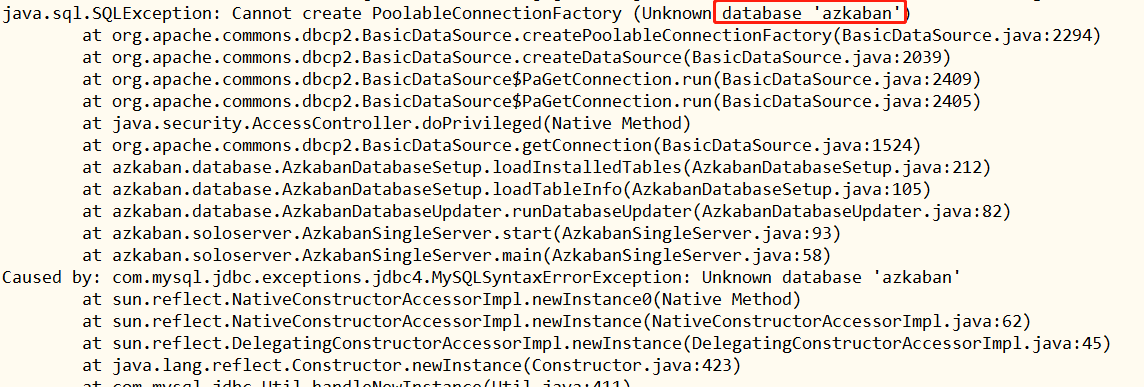 java.sql.SQLException: Cannot create PoolableConnectionFactory (Unknown database 'azkaban')
at org.apache.commons.dbcp2.BasicDataSource.createPoolableConnectionFactory(BasicDataSource.java:2294)
at org.apache.commons.dbcp2.BasicDataSource.createDataSource(BasicDataSource.java:2039)
at org.apache.commons.dbcp2.BasicDataSource$PaGetConnection.run(BasicDataSource.java:2409)
at org.apache.commons.dbcp2.BasicDataSource$PaGetConnection.run(BasicDataSource.java:2405)
at java.security.AccessController.doPrivileged(Native Method)
at org.apache.commons.dbcp2.BasicDataSource.getConnection(BasicDataSource.java:1524)
at azkaban.database.AzkabanDatabaseSetup.loadInstalledTables(AzkabanDatabaseSetup.java:212)
at azkaban.database.AzkabanDatabaseSetup.loadTableInfo(AzkabanDatabaseSetup.java:105)
at azkaban.database.AzkabanDatabaseUpdater.runDatabaseUpdater(AzkabanDatabaseUpdater.java:82)
at azkaban.soloserver.AzkabanSingleServer.start(AzkabanSingleServer.java:93)
at azkaban.soloserver.AzkabanSingleServer.main(AzkabanSingleServer.java:58)
Caused by: com.mysql.jdbc.exceptions.jdbc4.MySQLSyntaxErrorException: Unknown database 'azkaban'
at sun.reflect.NativeConstructorAccessorImpl.newInstance0(Native Method)
at sun.reflect.NativeConstructorAccessorImpl.newInstance(NativeConstructorAccessorImpl.java:62)
at sun.reflect.DelegatingConstructorAccessorImpl.newInstance(DelegatingConstructorAccessorImpl.java:45)
at java.lang.reflect.Constructor.newInstance(Constructor.java:423)
at com.mysql.jdbc.Util.handleNewInstance(Util.java:411)